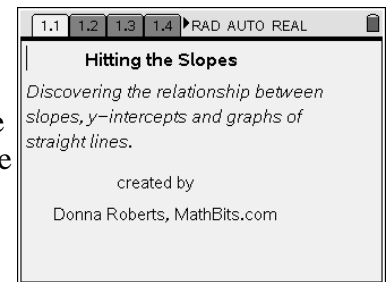 1.1 1.2 1.3 1.4 RAD AUTO REAL
Hitting the Slopes
Discovering the relationship between
slopes, y-intercepts and graphs of
straight lines.
created by
Donna Roberts, MathBits.com